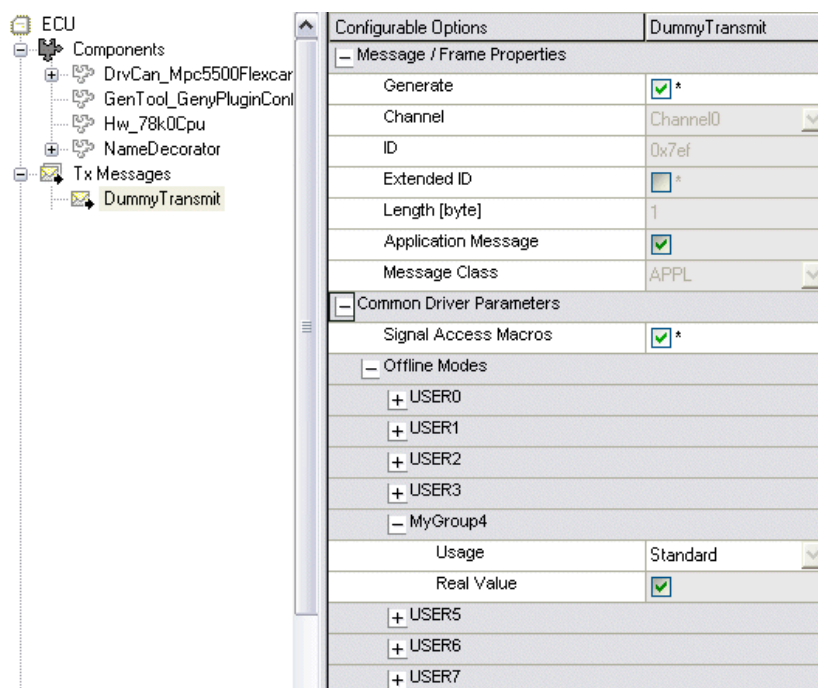 ECU
Components
DrvCan_Mpc5500Flexcar
GenTool_GenyPluginConf
Hw_78k0Cpu
NameDecorator
Tx Messages
DummyTransmit
Configurable Options DummyTransmit
Message / Frame Properties
Generate *
Channel Channel0
ID 0x7ef
Extended ID *
Length [byte] 1
Application Message
Message Class APPL
Common Driver Parameters
Signal Access Macros *
Offline Modes
USER0
USER1
USER2
USER3
MyGroup4
Usage Standard
Real Value
USER5
USER6
USER7